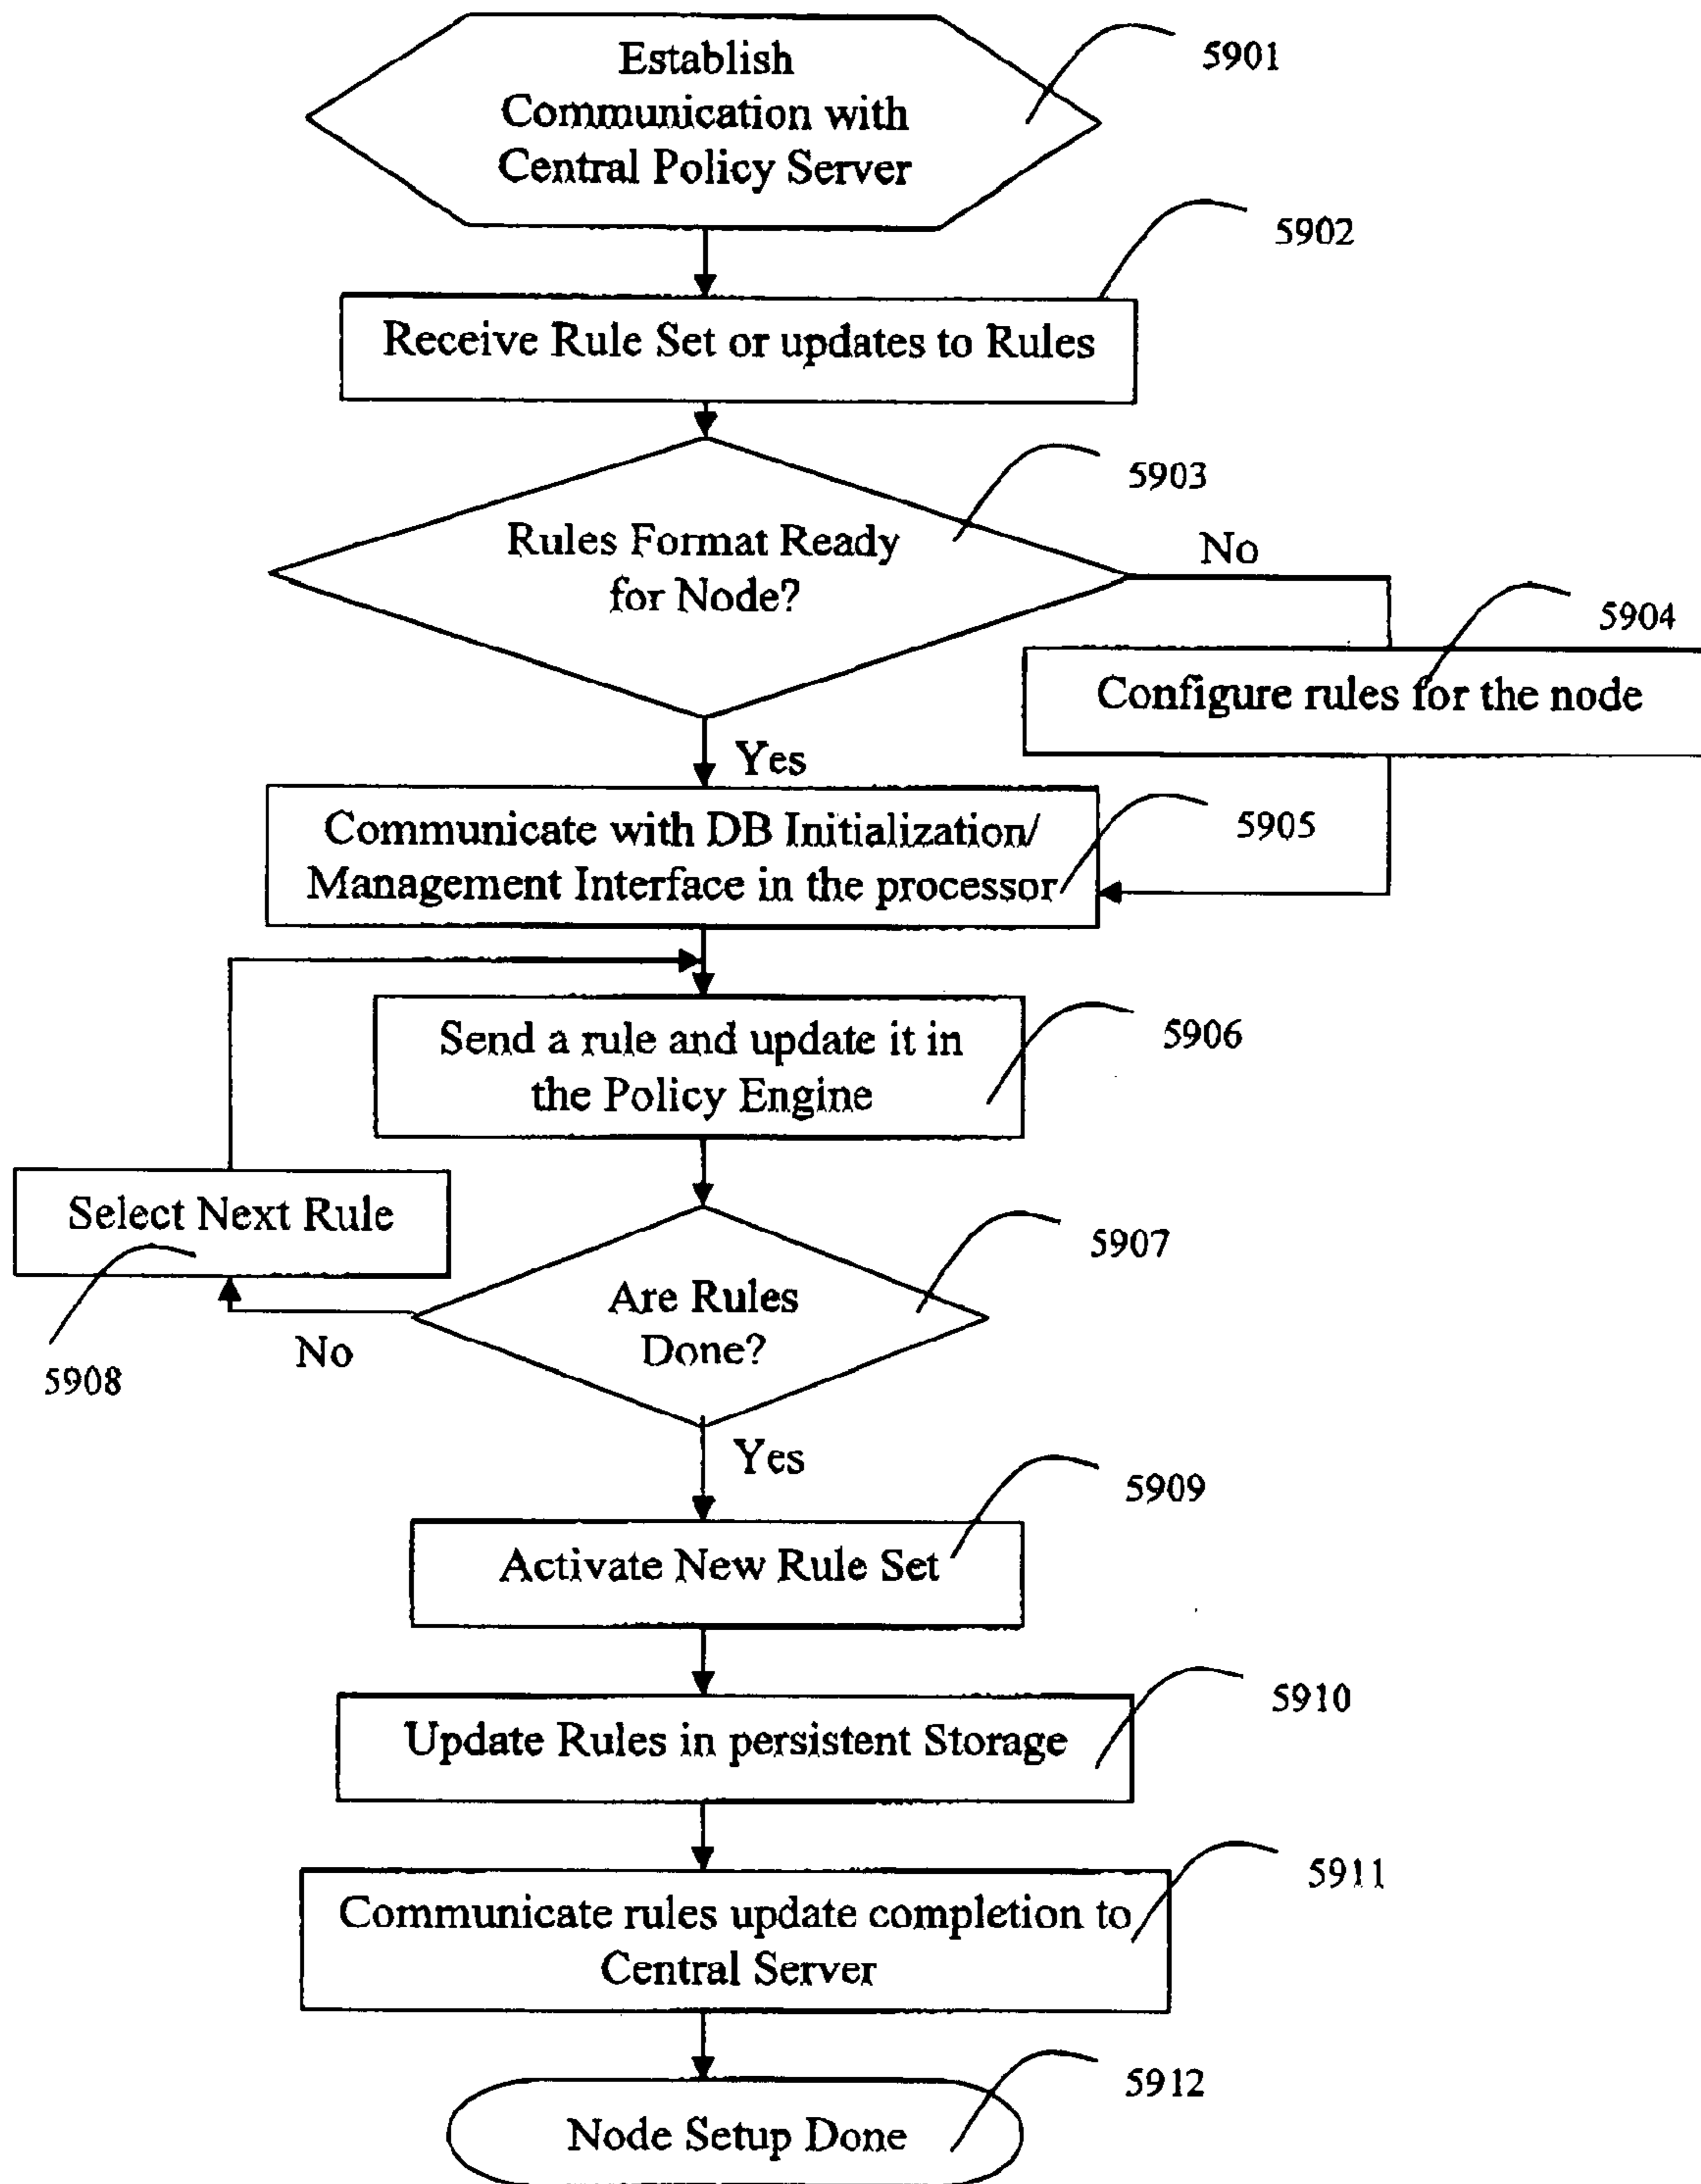 Establish
Communication with
Central Policy Server
5901
5902
Receive Rule Set or updates to Rules
5903
Rules Format Ready
for Node?
No
5904
Configure rules for the node
Yes
Communicate with DB Initialization/
Management Interface in the processor
5905
Send a rule and update it in
the Policy Engine
5906
Select Next Rule
5907
Are Rules
Done?
No
5908
Yes
5909
Activate New Rule Set
5910
Update Rules in persistent Storage
5911
Communicate rules update completion to
Central Server
5912
Node Setup Done